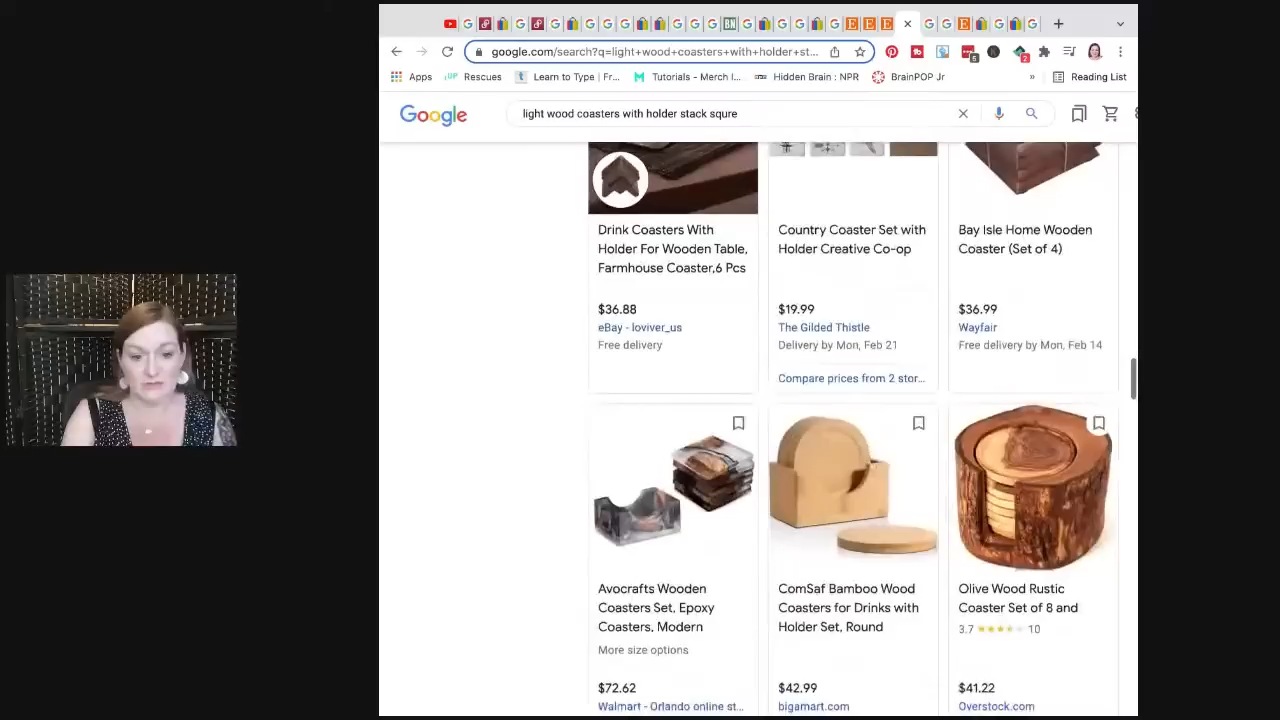 google.com/search?q=light+wood+coasters+with+holder+st...
Apps
UP Rescues
Learn to Type | Fr...
Tutorials - Merch I...
Hidden Brain : NPR
BrainPOP Jr
»
Reading List
Google
light wood coasters with holder stack squre
Drink Coasters With
Holder For Wooden Table,
Farmhouse Coaster,6 Pcs
$36.88
eBay - loviver_us
Free delivery
Country Coaster Set with
Holder Creative Co-op
$19.99
The Gilded Thistle
Delivery by Mon, Feb 21
Compare prices from 2 stor...
Bay Isle Home Wooden
Coaster (Set of 4)
$36.99
Wayfair
Free delivery by Mon, Feb 14
Avocrafts Wooden
Coasters Set, Epoxy
Coasters, Modern
More size options
$72.62
Walmart - Orlando online st...
ComSaf Bamboo Wood
Coasters for Drinks with
Holder Set, Round
$42.99
bigamart.com
Olive Wood Rustic
Coaster Set of 8 and
3.7 10
$41.22
Overstock.com